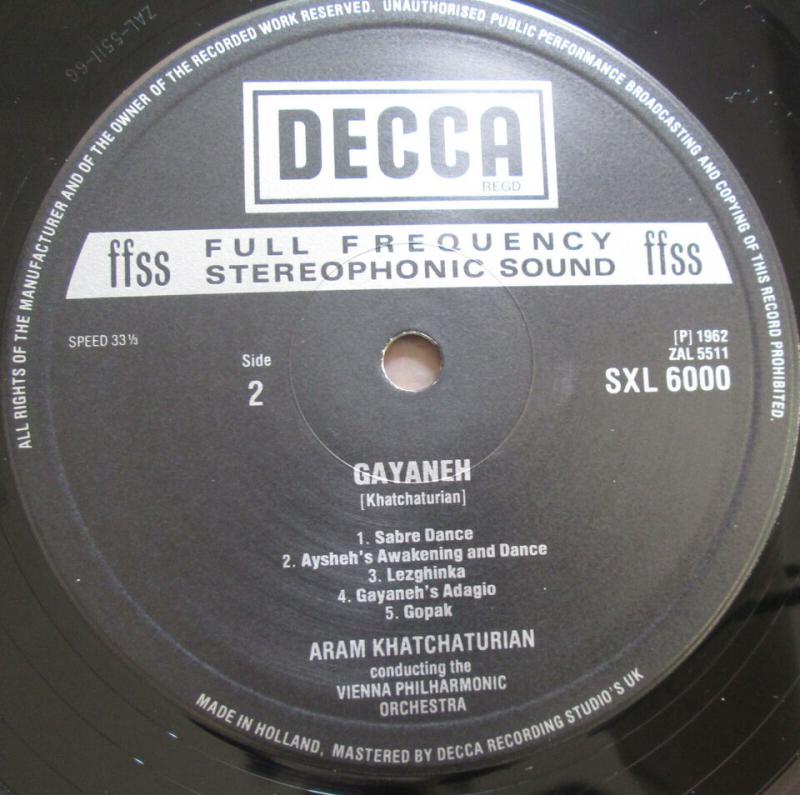 ZAL-5511-6G
ALL RIGHTS OF THE MANUFACTURER AND OF THE OWNER OF THE RECORDED WORK RESERVED. UNAUTHORISED PUBLIC PERFORMANCE BROADCASTING AND COPYING OF THIS RECORD PROHIBITED.
DECCA
REGD
ffss FULL FREQUENCY STEREOPHONIC SOUND ffss
SPEED 33⅓
Side
2
[P] 1962
ZAL 5511
SXL 6000
GAYANEH
[Khatchaturian]
1. Sabre Dance
2. Aysheh's Awakening and Dance
3. Lezghinka
4. Gayaneh's Adagio
5. Gopak
ARAM KHATCHATURIAN
conducting the
VIENNA PHILHARMONIC
ORCHESTRA
MADE IN HOLLAND, MASTERED BY DECCA RECORDING STUDIO'S UK